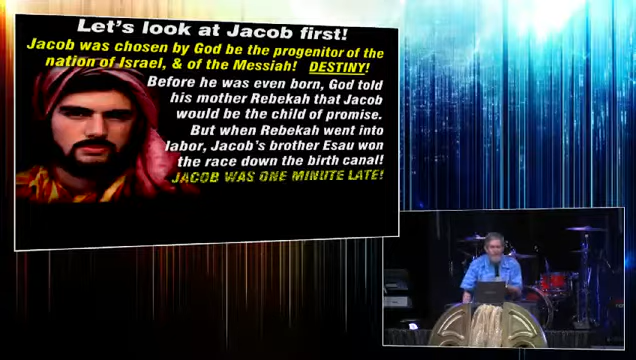 Let's look at Jacob first!
Jacob was chosen by God be the progenitor of the
nation of Israel, & of the Messiah! DESTINY!
Before he was even born, God told
his mother Rebekah that Jacob
would be the child of promise.
But when Rebekah went into
labor, Jacob's brother Esau won
the race down the birth canal!
JACOB WAS ONE MINUTE LATE!